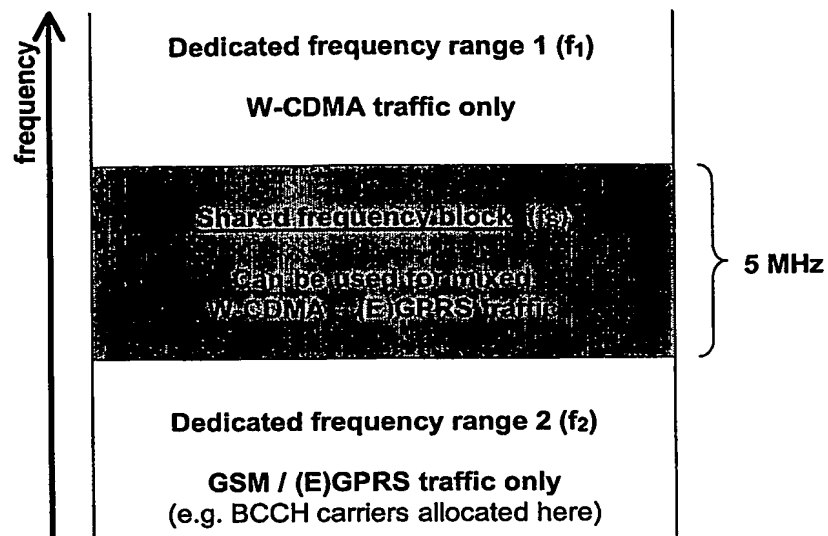 frequency
Dedicated frequency range 1 (f₁)
W-CDMA traffic only
Shared frequency block (fs)
Can be used for mixed
W-CDMA (E)GPRS traffic
5 MHz
Dedicated frequency range 2 (f₂)
GSM / (E)GPRS traffic only
(e.g. BCCH carriers allocated here)